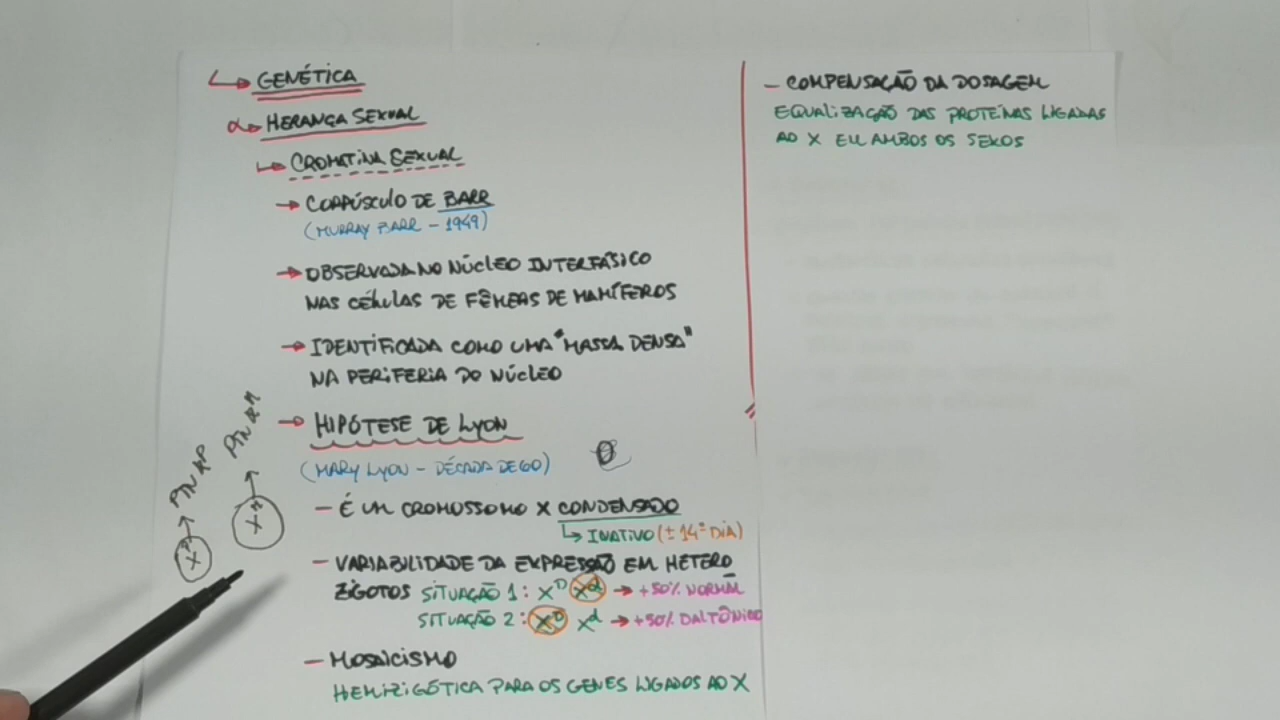 GENÉTICA
HERANÇA SEXUAL
CROMATINA SEXUAL
CORPÚSCULO DE BARR
(MURRAY BARR - 1949)
OBSERVADA NO NÚCLEO INTERFÁSICO
NAS CÉLULAS DE FÊMEAS DE MAMÍFEROS
IDENTIFICADA COMO UMA "MASSA DENSA"
NA PERIFERIA DO NÚCLEO
HIPÓTESE DE LYON
(MARY LYON - DÉCADA DE 60)
- É UM CROMOSSOMO X CONDENSADO
INATIVO (± 14º DIA)
- VARIABILIDADE DA EXPRESSÃO EM HETERO
ZIGOTOS SITUAÇÃO 1: X^D X^d → +50% NORMAL
SITUAÇÃO 2: X^D X^d → +50% DALTÔNICO
- MOSAICISMO
HEMIZIGÓTICA PARA OS GENES LIGADOS AO X
PTN
PTN
- COMPENSAÇÃO DA DOSAGEM
EQUALIZAÇÃO DAS PROTEÍNAS LIGADAS
AO X EM AMBOS OS SEXOS